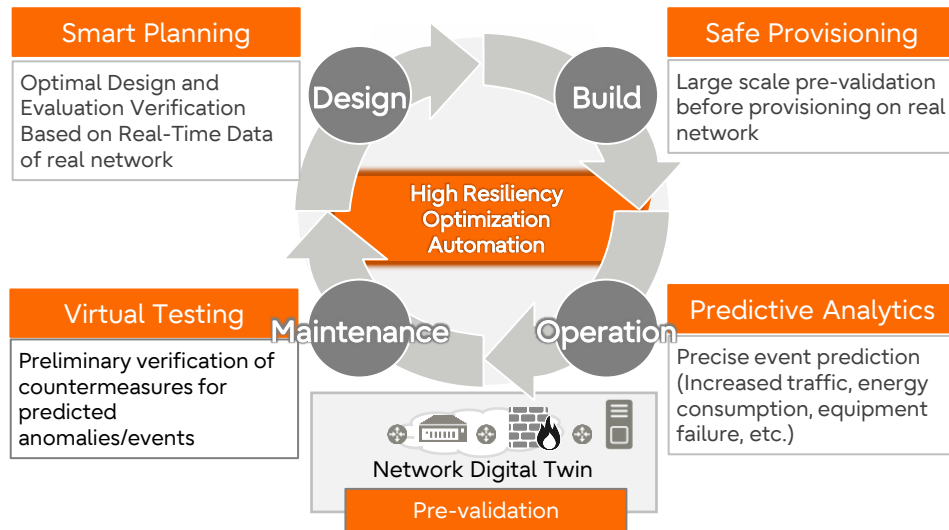 Smart Planning
Optimal Design and
Evaluation Verification
Based on Real-Time Data
of real network
Design
Build
Safe Provisioning
Large scale pre-validation
before provisioning on real
network
High Resiliency
Optimization
Automation
Virtual Testing
Preliminary verification of
countermeasures for
predicted
anomalies/events
Maintenance
Operation
Predictive Analytics
Precise event prediction
(Increased traffic, energy
consumption, equipment
failure, etc.)
Network Digital Twin
Pre-validation